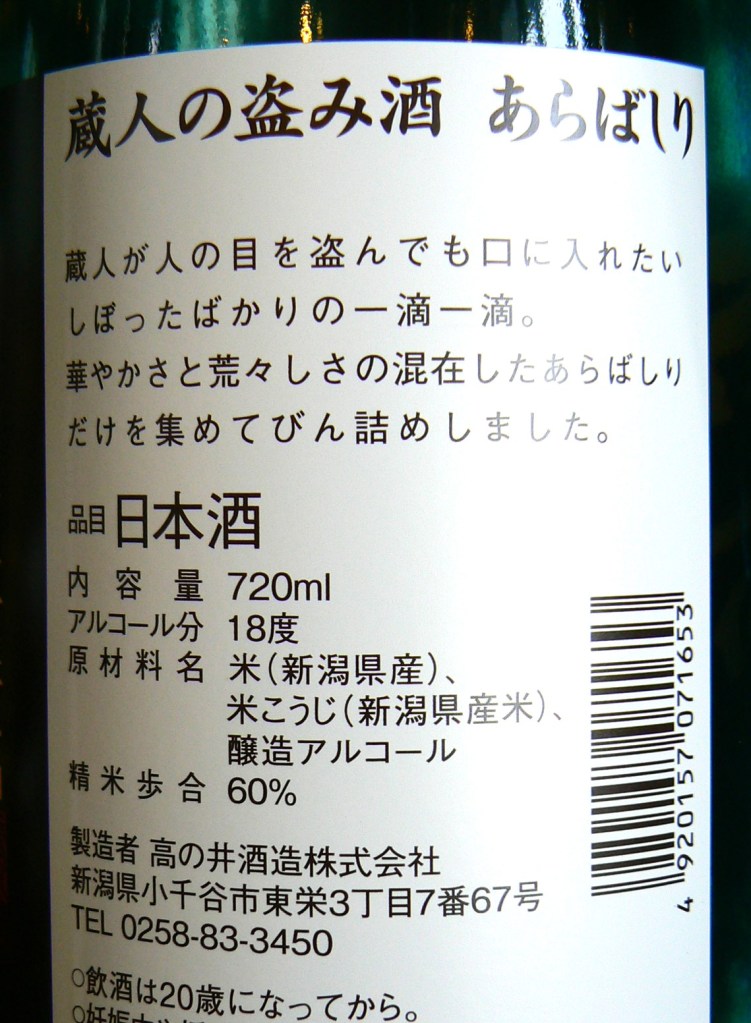 蔵人の盗み酒 あらばしり
蔵人が人の目を盗んでも口に入れたい
しぼったばかりの一滴一滴。
華やかさと荒々しさの混在したあらばしり
だけを集めてびん詰めしました。
品目 日本酒
内容量 720ml
アルコール分 18度
原材料名 米(新潟県産)、
米こうじ(新潟県産米)、
醸造アルコール
精米歩合 60%
製造者 高の井酒造株式会社
新潟県小千谷市東栄3丁目7番67号
TEL 0258-83-3450
○飲酒は20歳になってから。
4 920157 071653